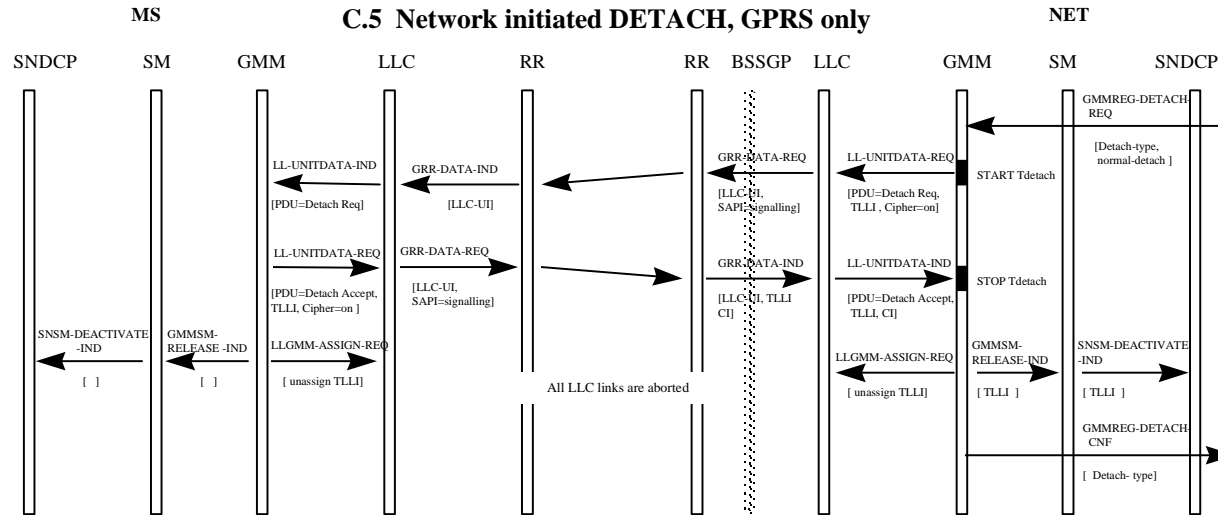 MS
C.5 Network initiated DETACH, GPRS only
NET
SNDCP SM GMM LLC RR RR BSSGP LLC GMM SM SNDCP
GMMREG-DETACH-
REQ
[Detach-type,
normal-detach ]
LL-UNITDATA-IND
GRR-DATA-IND
GRR-DATA-REQ
LL-UNITDATA-REQ
START Tdetach
[PDU=Detach Req]
[LLC-UI]
[LLC-UI,
SAPI=signalling]
[PDU=Detach Req,
TLLI , Cipher=on]
LL-UNITDATA-REQ
GRR-DATA-REQ
GRR-DATA-IND
LL-UNITDATA-IND
STOP Tdetach
[PDU=Detach Accept,
TLLI, Cipher=on ]
[LLC-UI,
SAPI=signalling]
[LLC-UI, TLLI
CI]
[PDU=Detach Accept,
TLLI, CI]
SNSM-DEACTIVATE
-IND
GMMSM-
RELEASE -IND
LLGMM-ASSIGN-REQ
LLGMM-ASSIGN-REQ
GMMSM-
RELEASE-IND
SNSM-DEACTIVATE
-IND
[ ]
[ ]
[ unassign TLLI]
All LLC links are aborted
[ unassign TLLI]
[ TLLI ]
[ TLLI ]
GMMREG-DETACH-
CNF
[ Detach- type]